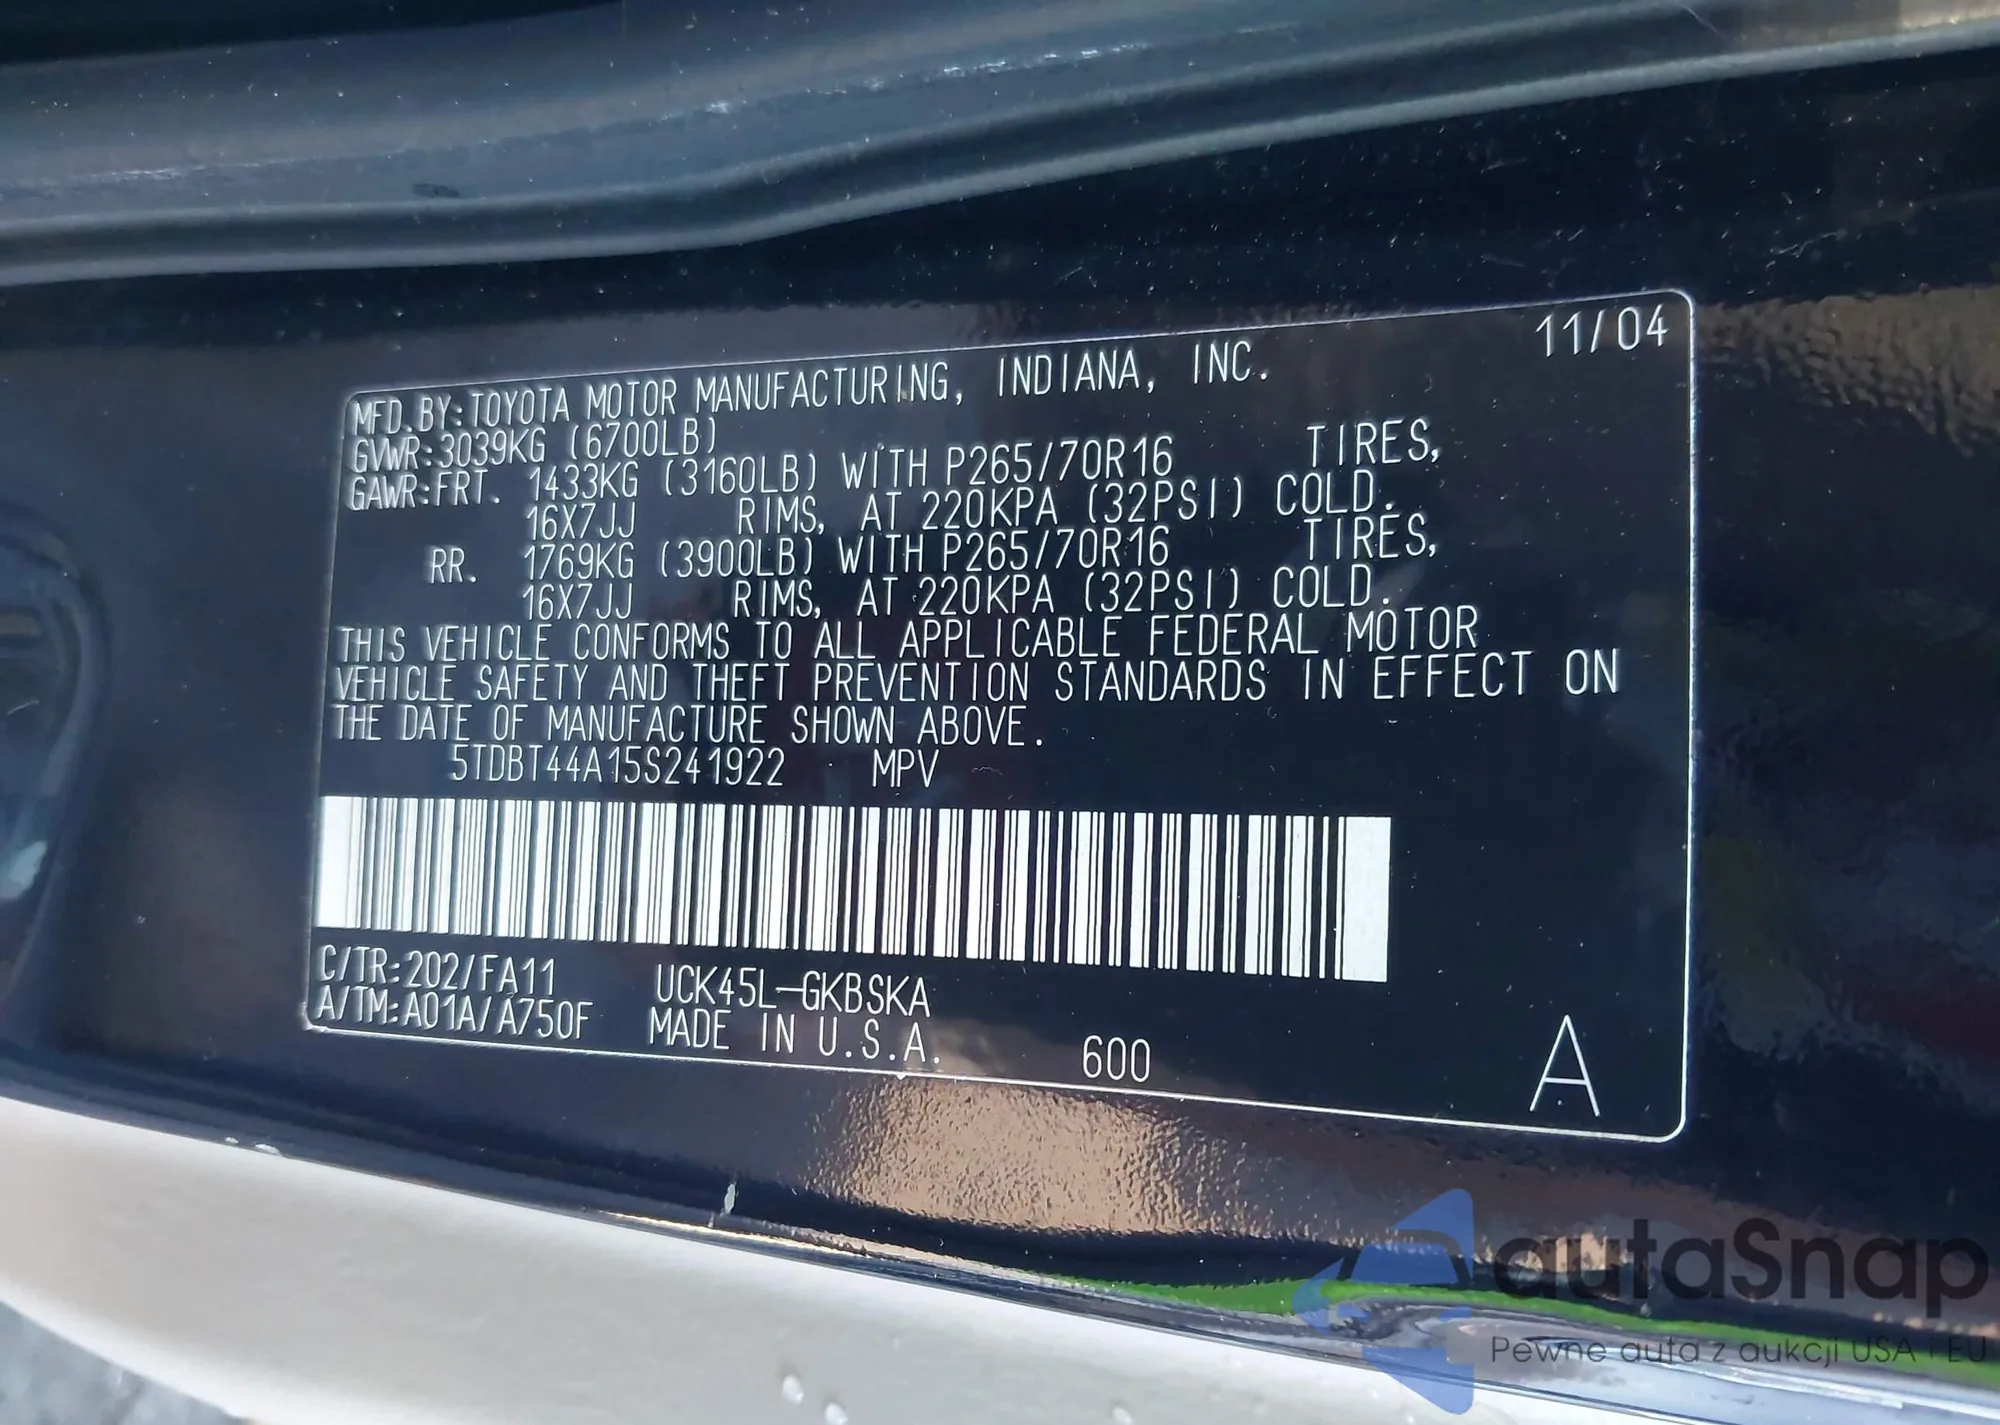 11/04
MFD.BY:TOYOTA MOTOR MANUFACTURING, INDIANA, INC.
GVWR:3039KG (6700LB)
GAWR:FRT. 1433KG (3160LB) WITH P265/70R16 TIRES,
16X7JJ RIMS, AT 220KPA (32PSI) COLD.
RR. 1769KG (3900LB) WITH P265/70R16 TIRES,
16X7JJ RIMS, AT 220KPA (32PSI) COLD.
THIS VEHICLE CONFORMS TO ALL APPLICABLE FEDERAL MOTOR
VEHICLE SAFETY AND THEFT PREVENTION STANDARDS IN EFFECT ON
THE DATE OF MANUFACTURE SHOWN ABOVE.
5TDBT44A15S241922 MPV
C/TR:202/FA11 UCK45L-GKBSKA
A/TM:A01A/A750F MADE IN U.S.A. 600 A
autaSnap
Pewne auta z aukcji USA i EU